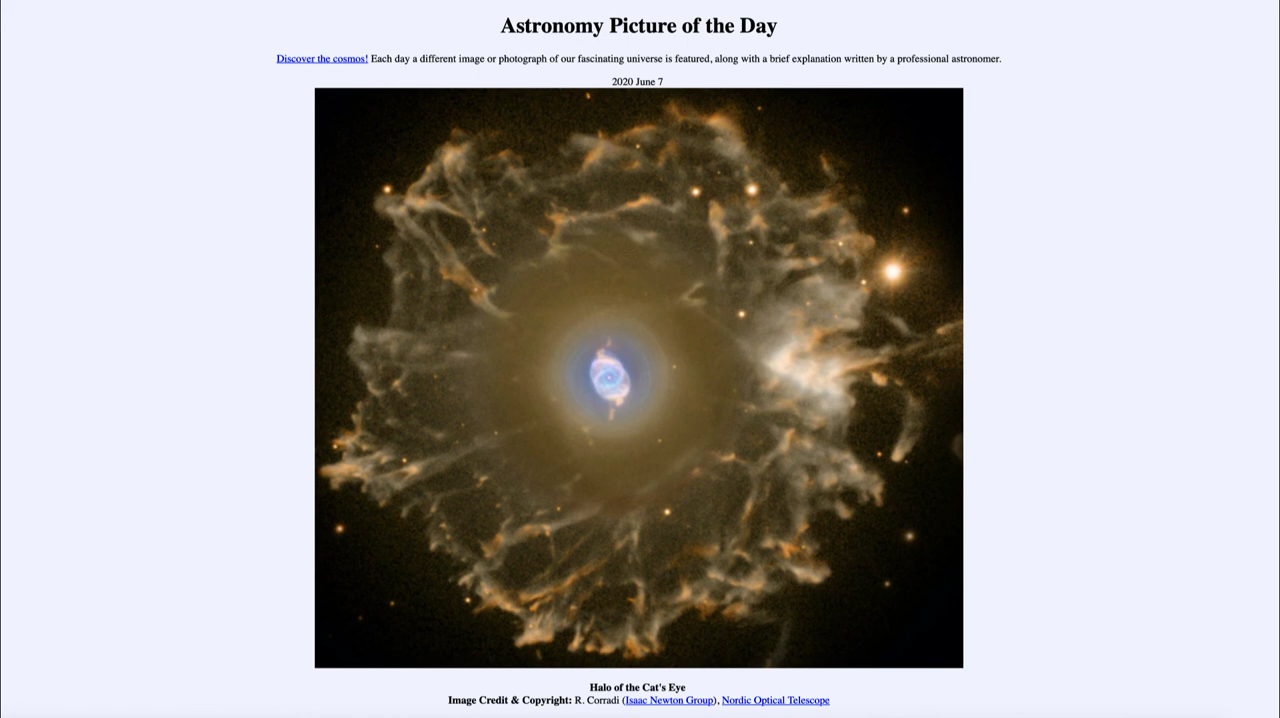 Astronomy Picture of the Day
Discover the cosmos! Each day a different image or photograph of our fascinating universe is featured, along with a brief explanation written by a professional astronomer.
2020 June 7
Halo of the Cat's Eye
Image Credit & Copyright: R. Corradi (Isaac Newton Group), Nordic Optical Telescope